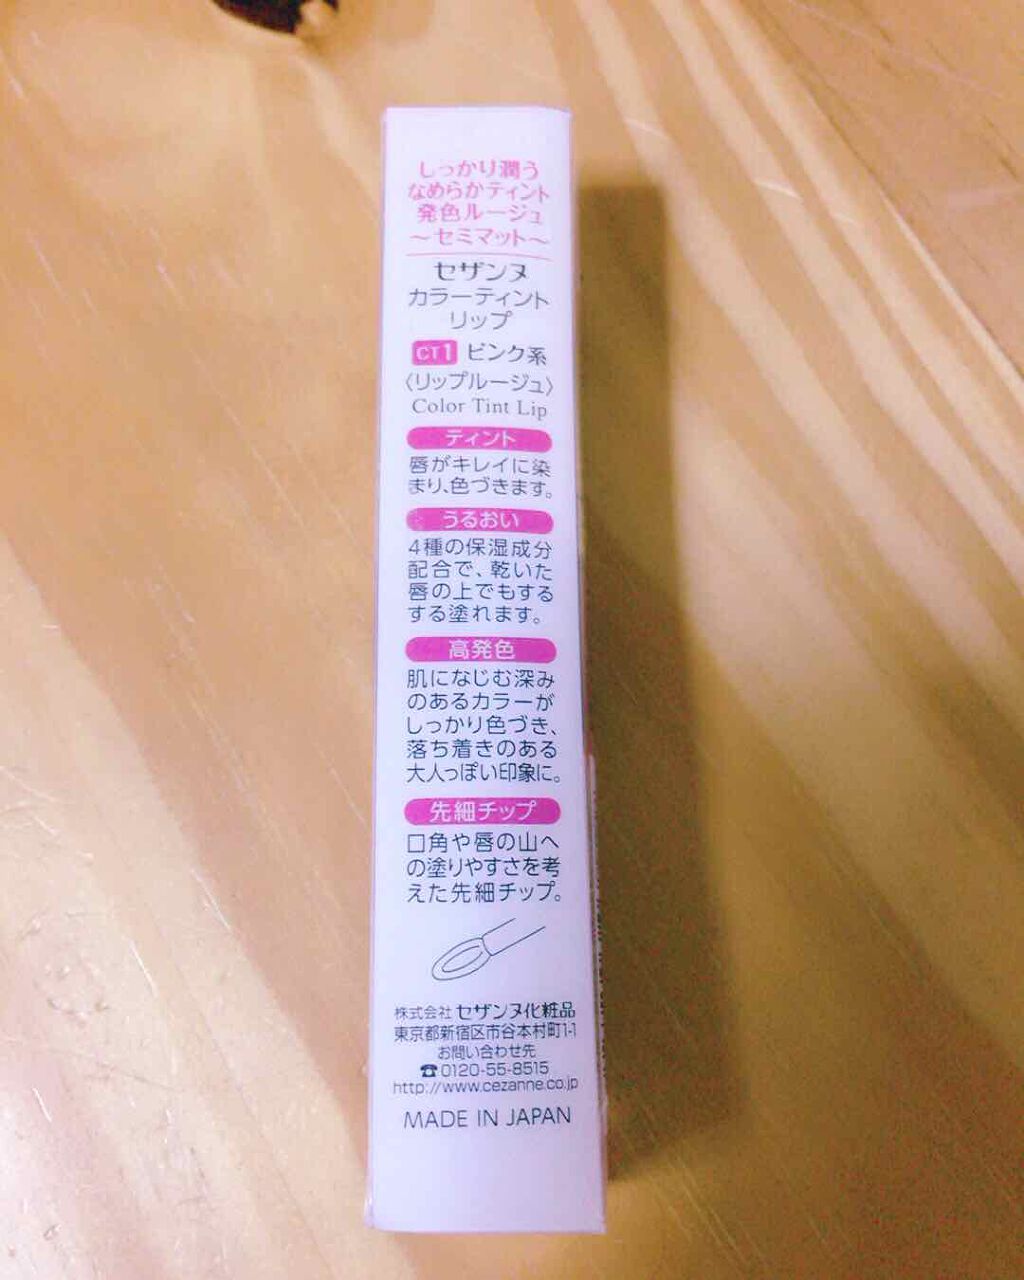 しっかり潤う
なめらかティント
発色ルージュ
～セミマット～
セザンヌ
カラーティント
リップ
CT1 ピンク系
〈リップルージュ〉
Color Tint Lip
ティント
唇がキレイに染
まり、色づきます。
うるおい
4種の保湿成分
配合で、乾いた
唇の上でもする
する塗れます。
高発色
肌になじむ深み
のあるカラーが
しっかり色づき、
落ち着きのある
大人っぽい印象に。
先細チップ
口角や唇の山へ
の塗りやすさを考
えた先細チップ。
株式会社 セザンヌ化粧品
東京都新宿区市谷本村町1-1
お問い合わせ先
☎0120-55-8515
http://www.cezanne.co.jp
MADE IN JAPAN